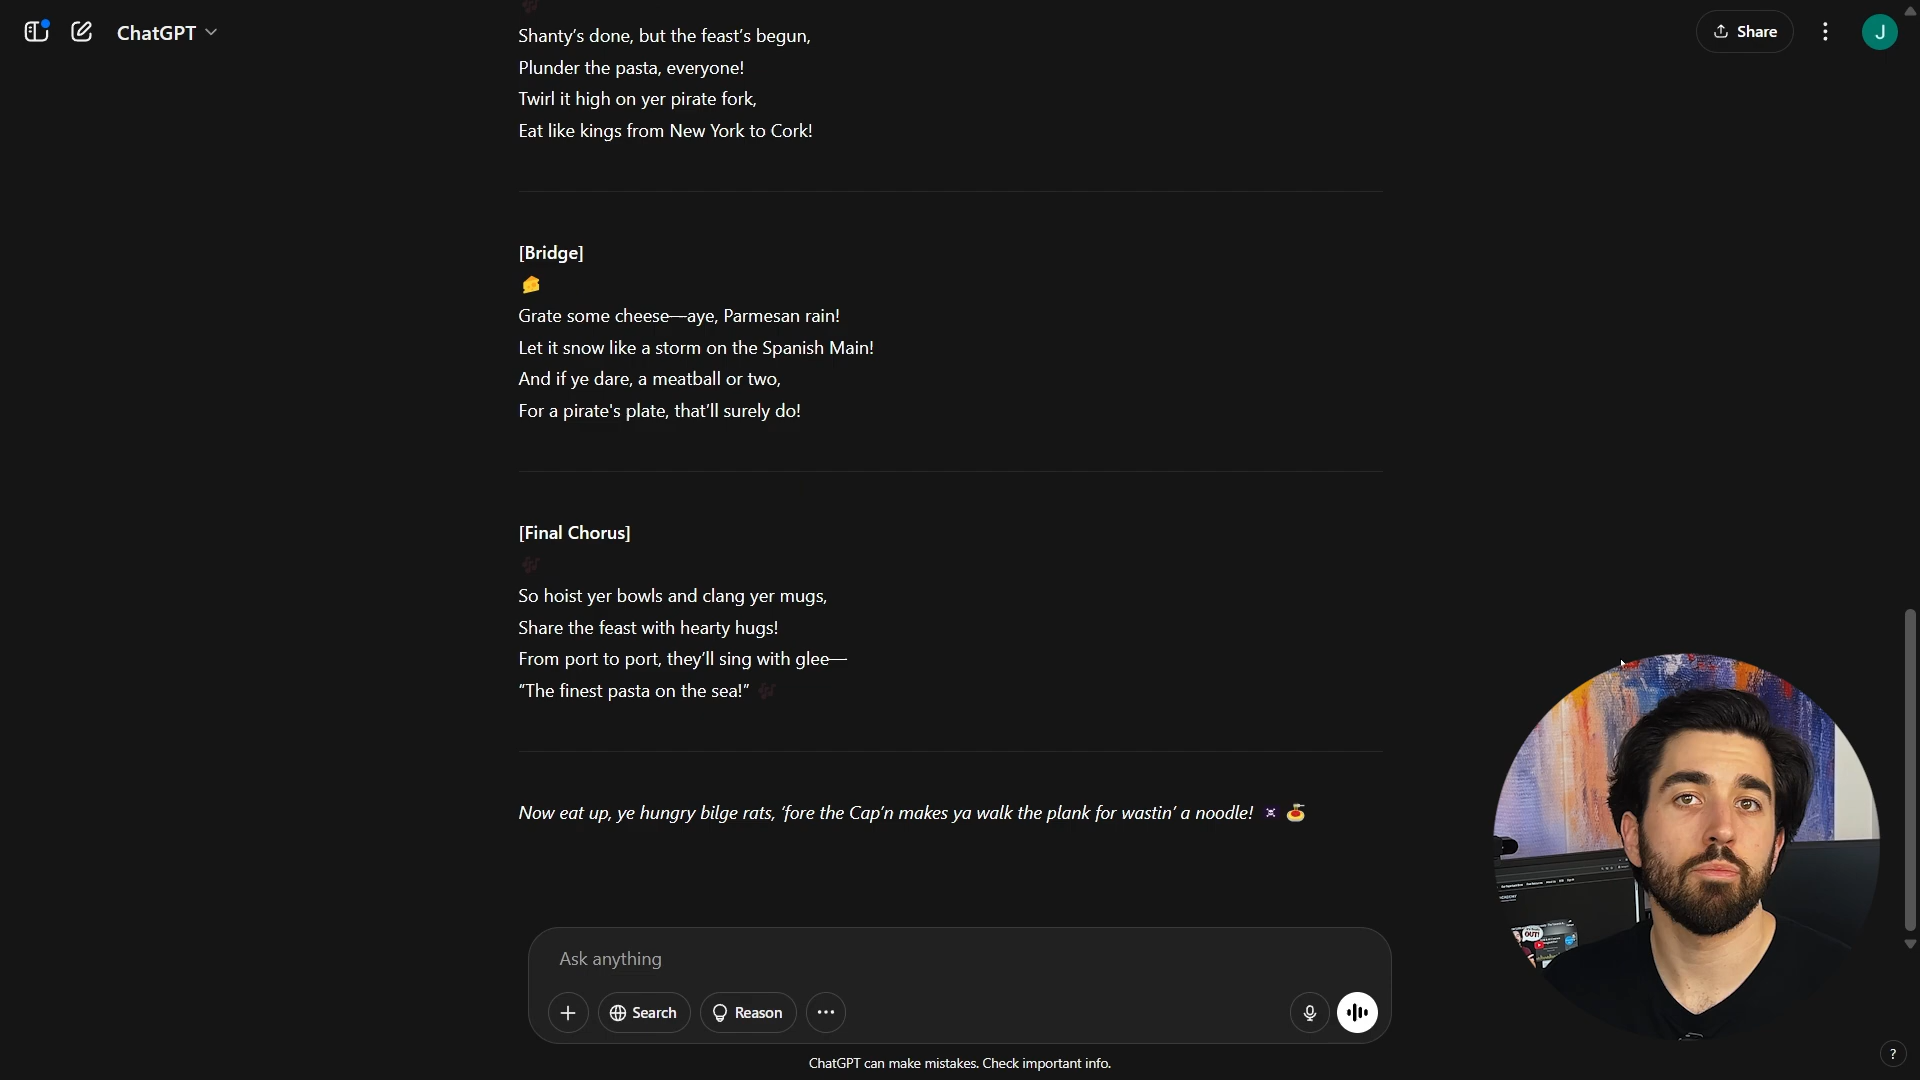 ChatGPT
Share
J
Shanty’s done, but the feast’s begun,
Plunder the pasta, everyone!
Twirl it high on yer pirate fork,
Eat like kings from New York to Cork!
[Bridge]
Grate some cheese—aye, Parmesan rain!
Let it snow like a storm on the Spanish Main!
And if ye dare, a meatball or two,
For a pirate's plate, that’ll surely do!
[Final Chorus]
So hoist yer bowls and clang yer mugs,
Share the feast with hearty hugs!
From port to port, they’ll sing with glee—
“The finest pasta on the sea!”
Now eat up, ye hungry bilge rats, ‘fore the Cap’n makes ya walk the plank for wastin’ a noodle!
OUT!
Ask anything
Search
Reason
ChatGPT can make mistakes. Check important info.
?